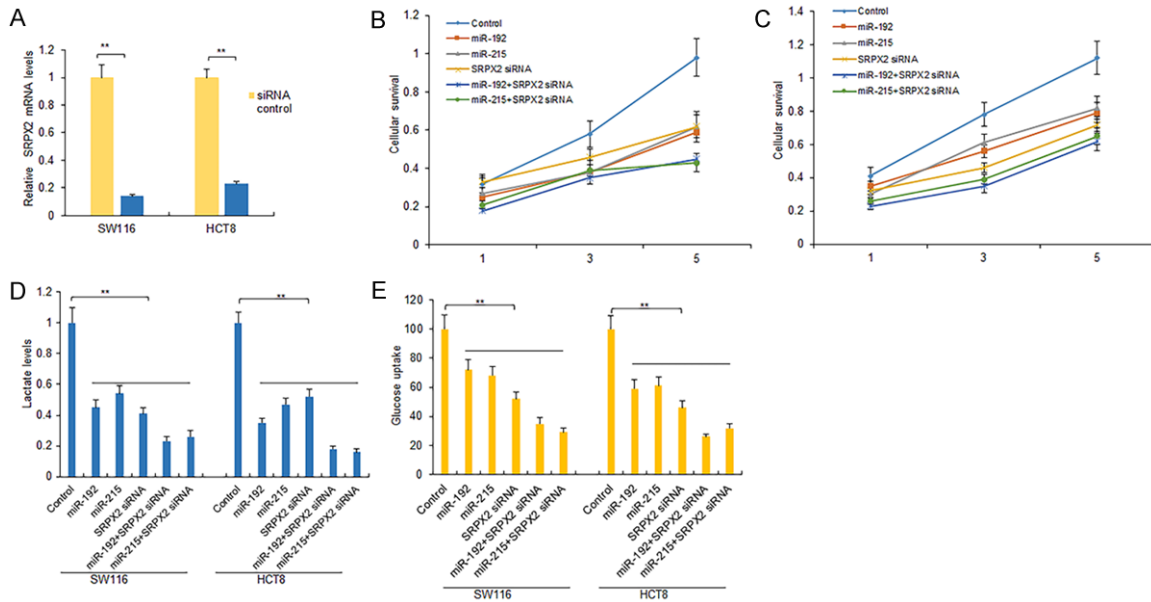 A
Relative SRPX2 mRNA levels
1.2
1
0.8
0.6
0.4
0.2
0
**
**
siRNA
control
SW116
HCT8
B
Cellular survival
1.2
1
0.8
0.6
0.4
0.2
0
Control
miR-192
miR-215
SRPX2 siRNA
miR-192+SRPX2 siRNA
miR-215+SRPX2 siRNA
1
3
5
C
Cellular survival
1.4
1.2
1
0.8
0.6
0.4
0.2
0
Control
miR-192
miR-215
SRPX2 siRNA
miR-192+SRPX2 siRNA
miR-215+SRPX2 siRNA
1
3
5
D
Lactate levels
1.2
1
0.8
0.6
0.4
0.2
0
**
**
Control
miR-192
miR-215
SRPX2 siRNA
miR-192+SRPX2 siRNA
miR-215+SRPX2 siRNA
Control
miR-192
miR-215
SRPX2 siRNA
miR-192+SRPX2 siRNA
miR-215+SRPX2 siRNA
SW116
HCT8
E
Glucose uptake
120
100
80
60
40
20
0
**
**
Control
miR-192
miR-215
SRPX2 siRNA
miR-192+SRPX2 siRNA
miR-215+SRPX2 siRNA
Control
miR-192
miR-215
SRPX2 siRNA
miR-192+SRPX2 siRNA
miR-215+SRPX2 siRNA
SW116
HCT8